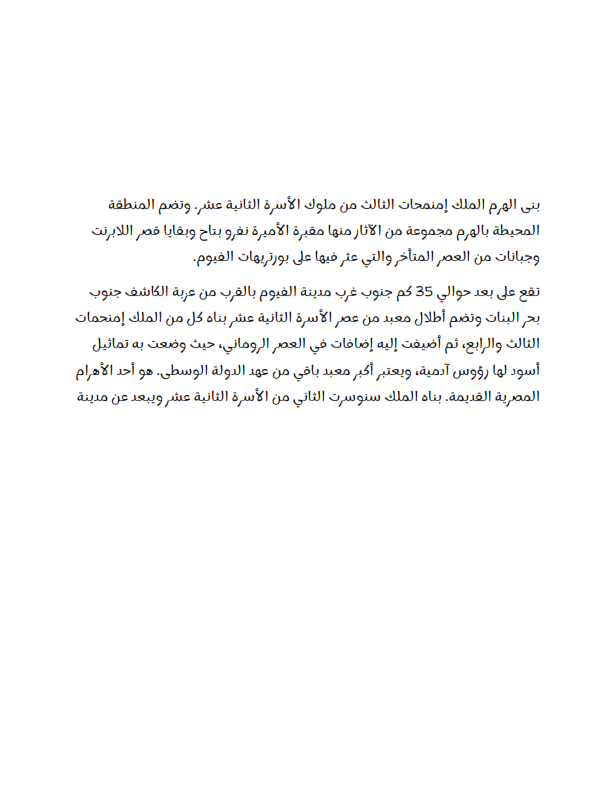 بنى الهرم الملك إمنمحات الثالث من ملوك الأسرة الثانية عشر. وتضم المنطقة
المحيطة بالهرم مجموعة من الآثار منها مقبرة الأميرة نفرو بتاح وبقايا قصر اللابرنت
وجبانات من العصر المتأخر والتي عثر فيها على بورتريهات الفيوم.
تقع على بعد حوالي 35 كم جنوب غرب مدينة الفيوم بالقرب من عزبة الكاشف جنوب
بحر البنات وتضم أطلال معبد من عصر الأسرة الثانية عشر بناه كل من الملك إمنحمات
الثالث والرابع، ثم أضيفت إليه إضافات في العصر الروماني، حيث وضعت به تماثيل
أسود لها رؤوس آدمية، ويعتبر أكبر معبد باقي من عهد الدولة الوسطى. هو أحد الأهرام
المصرية القديمة. بناه الملك سنوسرت الثاني من الأسرة الثانية عشر ويبعد عن مدينة